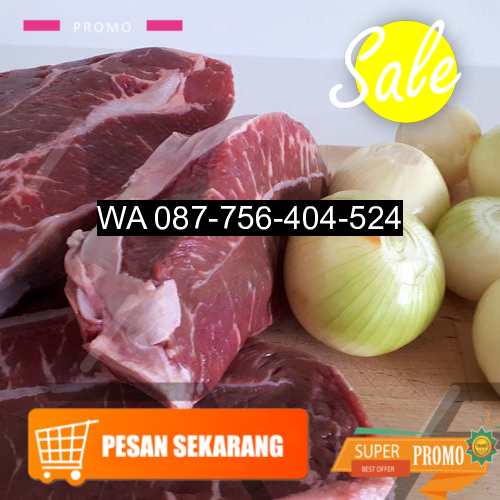 PROMO
Sale
WA 087-756-404-524
PESAN SEKARANG
SUPER PROMO
BEST OFFER